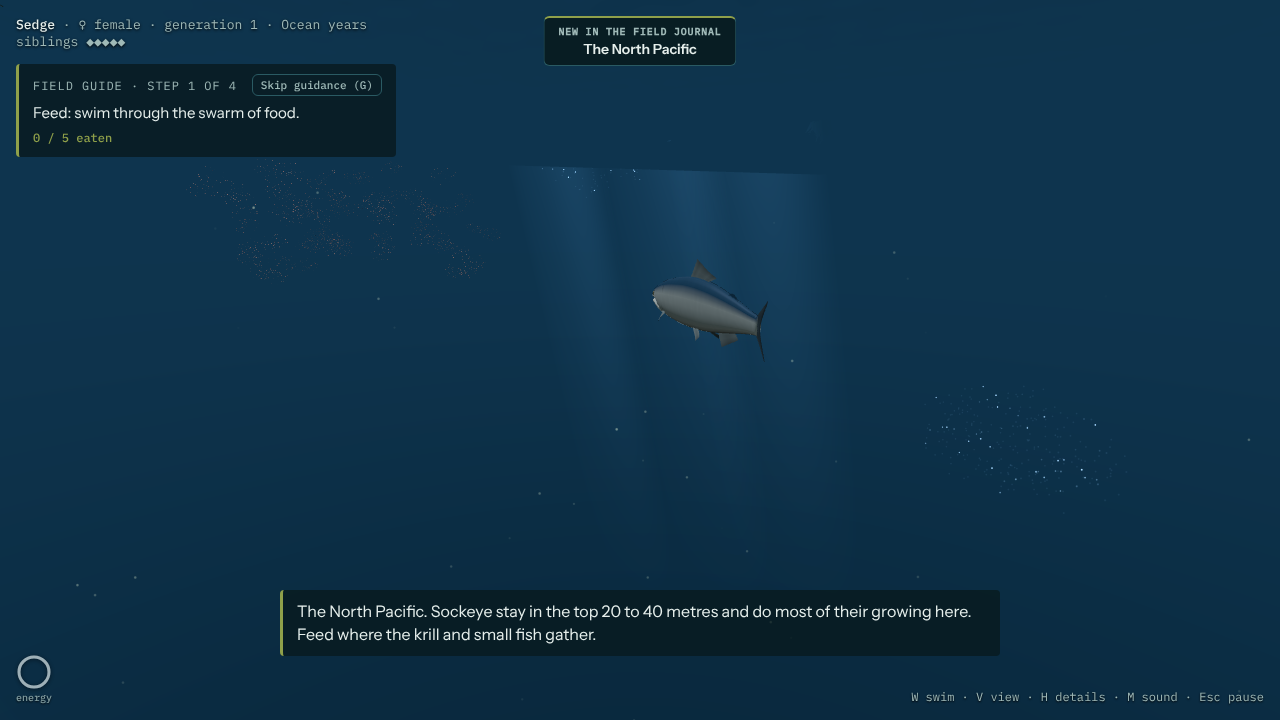 Sedge · ♀ female · generation 1 · Ocean years
siblings ◆◆◆◆◆
NEW IN THE FIELD JOURNAL
The North Pacific
FIELD GUIDE · STEP 1 OF 4
Skip guidance (G)
Feed: swim through the swarm of food.
0 / 5 eaten
The North Pacific. Sockeye stay in the top 20 to 40 metres and do most of their growing here.
Feed where the krill and small fish gather.
energy
W swim · V view · H details · M sound · Esc pause